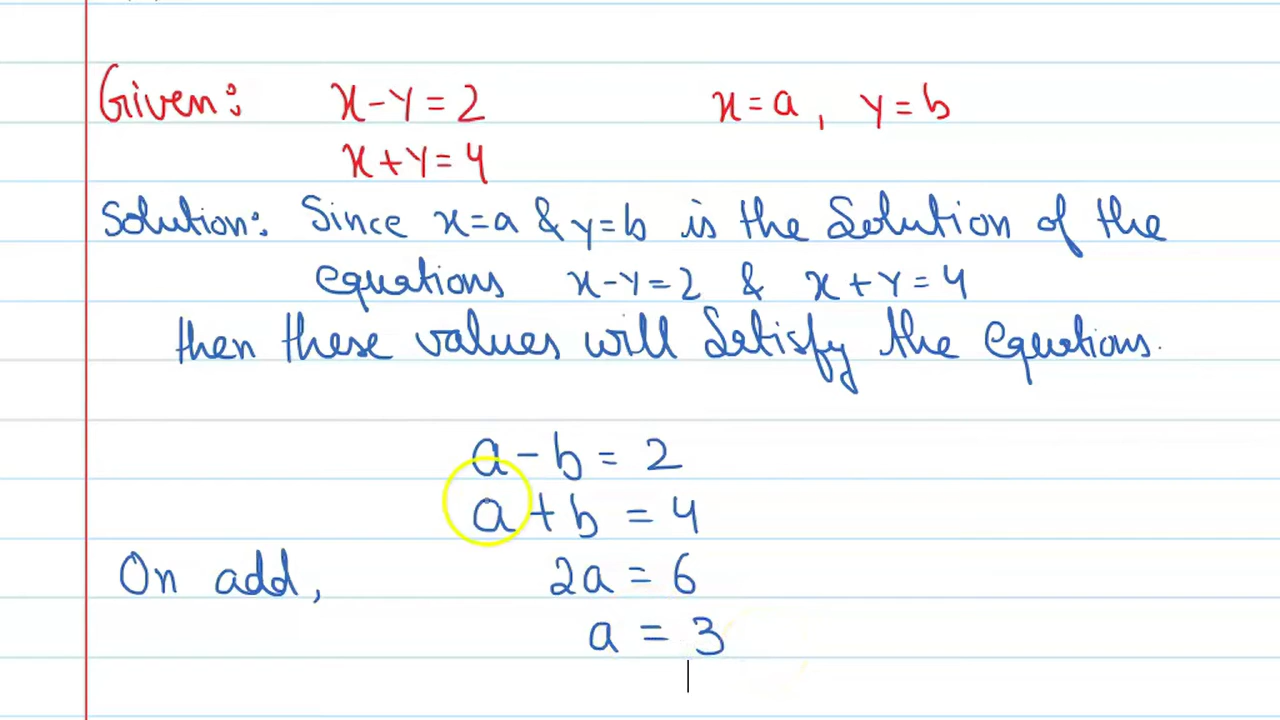 Given: x-y=2 x=a, y=b
x+y=4
Solution: Since x=a & y=b is the Solution of the
equations x-y=2 & x+y=4
then these values will Satisfy the equations.
a-b=2
a+b=4
On add, 2a=6
a=3